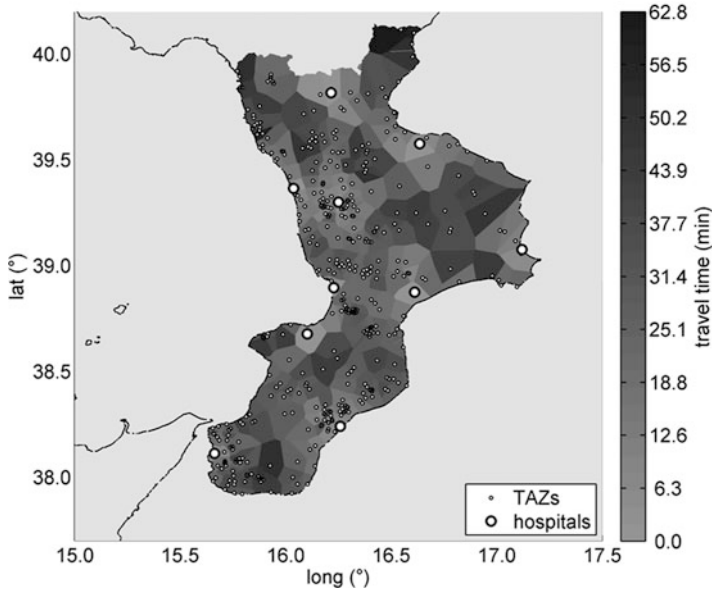 40.0
39.5
39.0
38.5
38.0
lat (°)
15.0 15.5 16.0 16.5 17.0 17.5
long (°)
TAZs
hospitals
62.8
56.5
50.2
43.9
37.7
31.4
25.1
18.8
12.6
6.3
0.0
travel time (min)